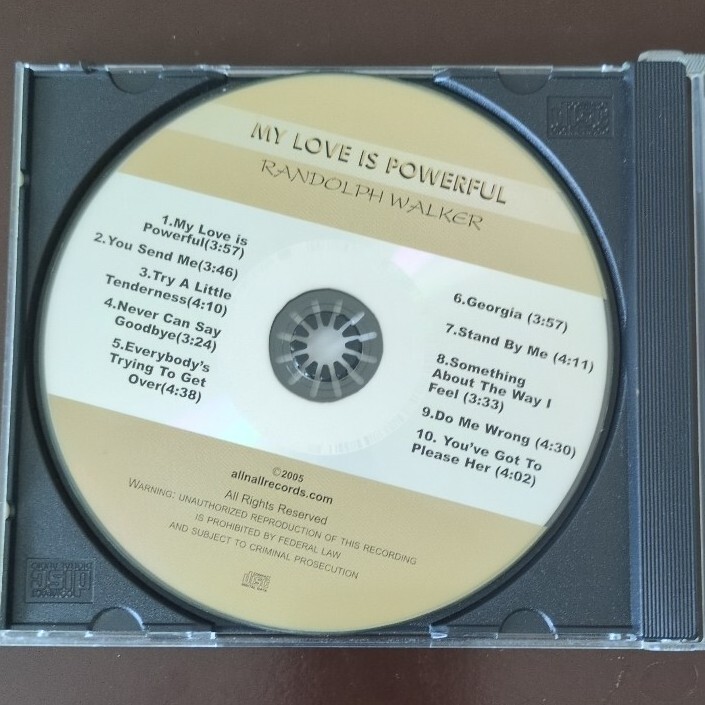 MY LOVE IS POWERFUL
RANDOLPH WALKER
1.My Love is
Powerful(3:57)
2.You Send Me(3:46)
3.Try A Little
Tenderness(4:10)
4.Never Can Say
Goodbye(3:24)
5.Everybody's
Trying To Get
Over(4:38)
6.Georgia (3:57)
7.Stand By Me (4:11)
8.Something
About The Way I
Feel (3:33)
9.Do Me Wrong (4:30)
10. You've Got To
Please Her (4:02)
©2005
allnallrecords.com
All Rights Reserved
WARNING: UNAUTHORIZED REPRODUCTION OF THIS RECORDING
IS PROHIBITED BY FEDERAL LAW
AND SUBJECT TO CRIMINAL PROSECUTION
disc
COMPACT
disc
DIGITAL AUDIO